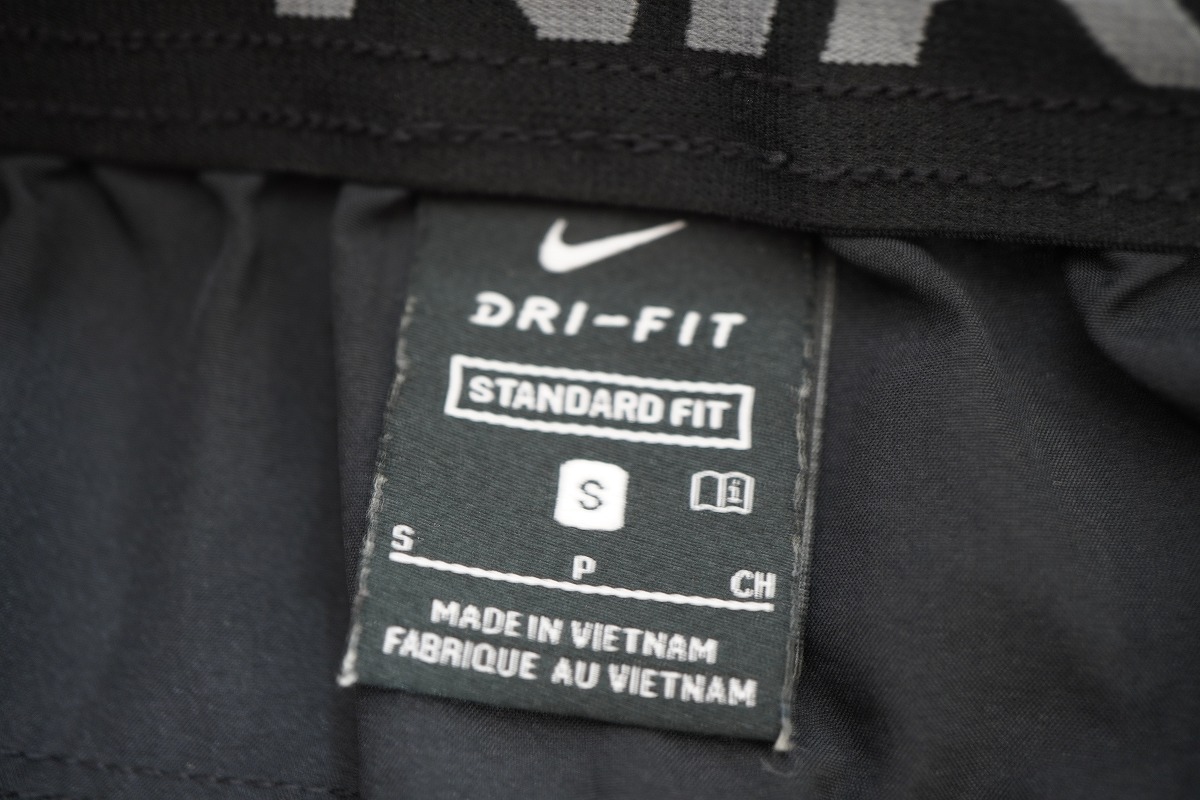 DRI-FIT
STANDARD FIT
S
i
S P CH
MADE IN VIETNAM
FABRIQUE AU VIETNAM